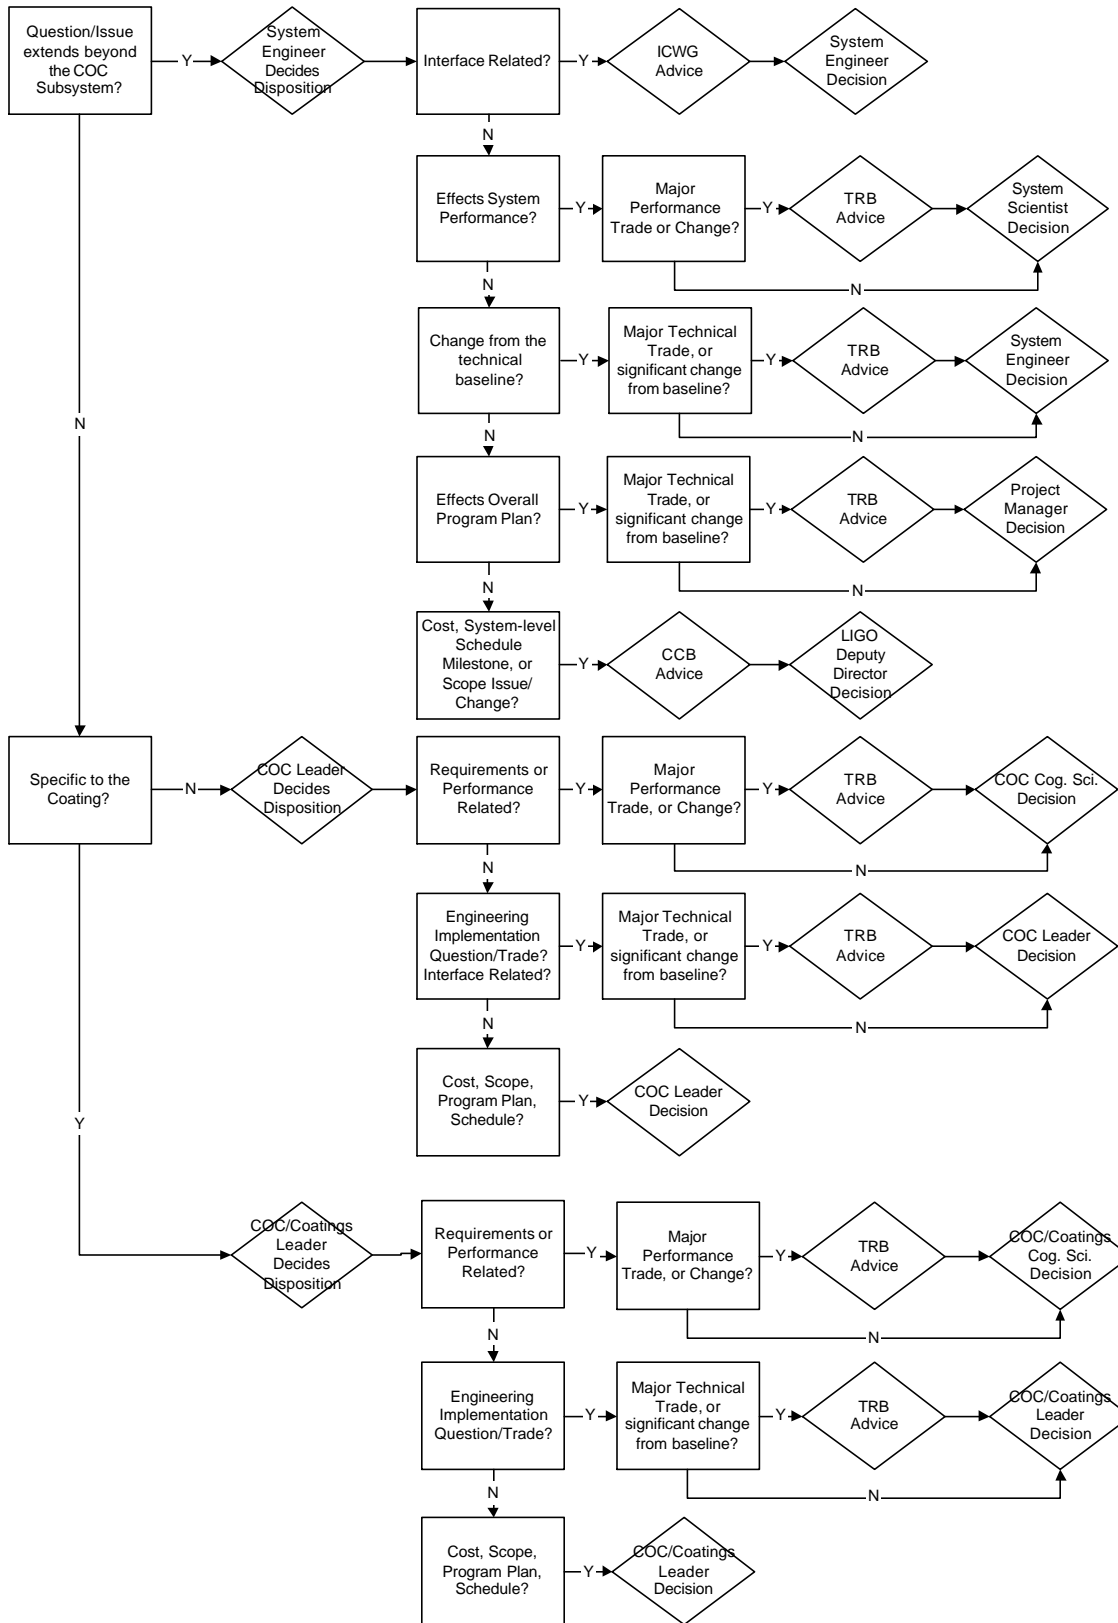 Question/Issue
extends beyond
the COC
Subsystem?
Y
System
Engineer
Decides
Disposition
Interface Related?
Y
ICWG
Advice
System
Engineer
Decision
N
Effects System
Performance?
Y
Major
Performance
Trade or Change?
Y
TRB
Advice
System
Scientist
Decision
N
N
Change from the
technical
baseline?
Y
Major Technical
Trade, or
significant change
from baseline?
Y
TRB
Advice
System
Engineer
Decision
N
N
N
Effects Overall
Program Plan?
Y
Major Technical
Trade, or
significant change
from baseline?
Y
TRB
Advice
Project
Manager
Decision
N
N
Cost, System-level
Schedule
Milestone, or
Scope Issue/
Change?
Y
CCB
Advice
LIGO
Deputy
Director
Decision
Specific to the
Coating?
N
COC Leader
Decides
Disposition
Requirements or
Performance
Related?
Y
Major
Performance
Trade, or Change?
Y
TRB
Advice
COC Cog. Sci.
Decision
N
N
Engineering
Implementation
Question/Trade?
Interface Related?
Y
Major Technical
Trade, or
significant change
from baseline?
Y
TRB
Advice
COC Leader
Decision
N
N
Cost, Scope,
Program Plan,
Schedule?
Y
COC Leader
Decision
Y
COC/Coatings
Leader
Decides
Disposition
Requirements or
Performance
Related?
Y
Major
Performance
Trade, or Change?
Y
TRB
Advice
COC/Coatings
Cog. Sci.
Decision
N
N
Engineering
Implementation
Question/Trade?
Y
Major Technical
Trade, or
significant change
from baseline?
Y
TRB
Advice
COC/Coatings
Leader
Decision
N
N
Cost, Scope,
Program Plan,
Schedule?
Y
COC/Coatings
Leader
Decision